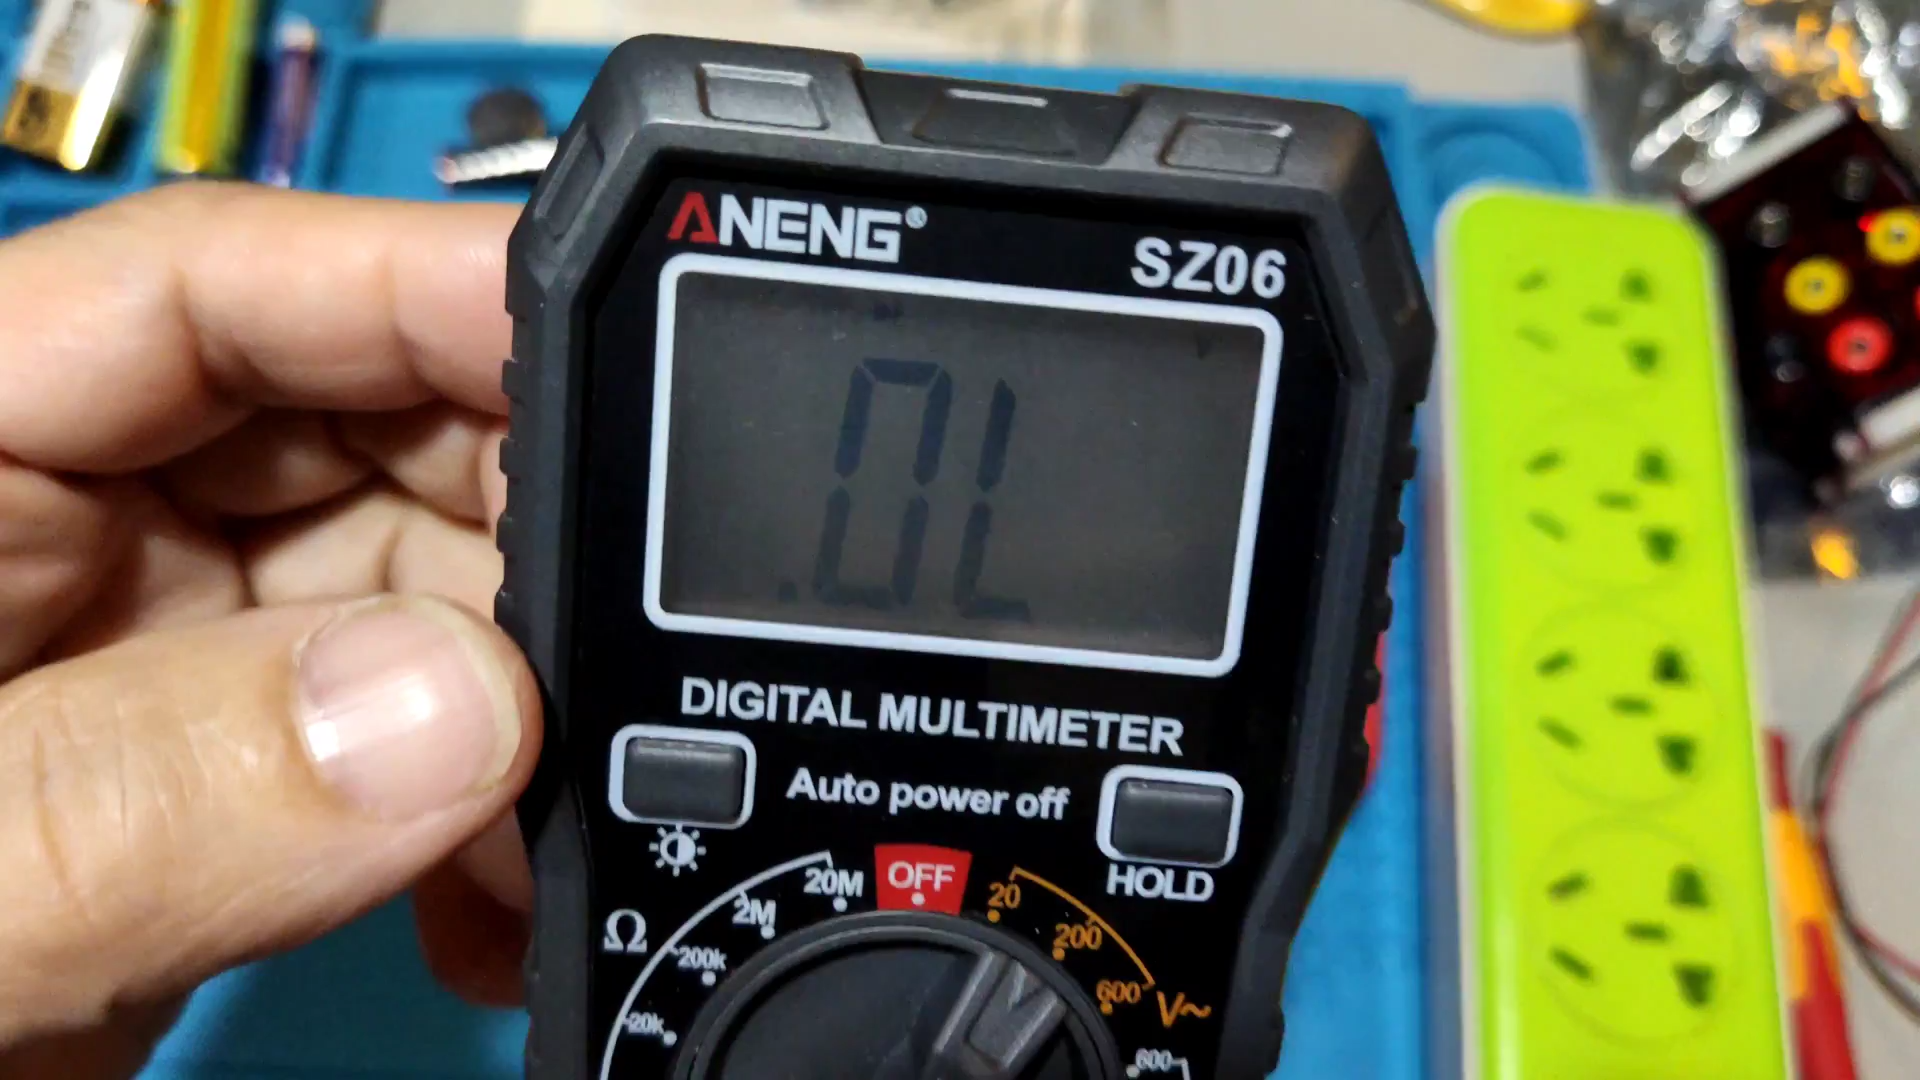 ANENG®
SZ06
.0L
DIGITAL MULTIMETER
Auto power off
HOLD
OFF
20M
2M
200k
20k
Ω
20
200
600
V~
600